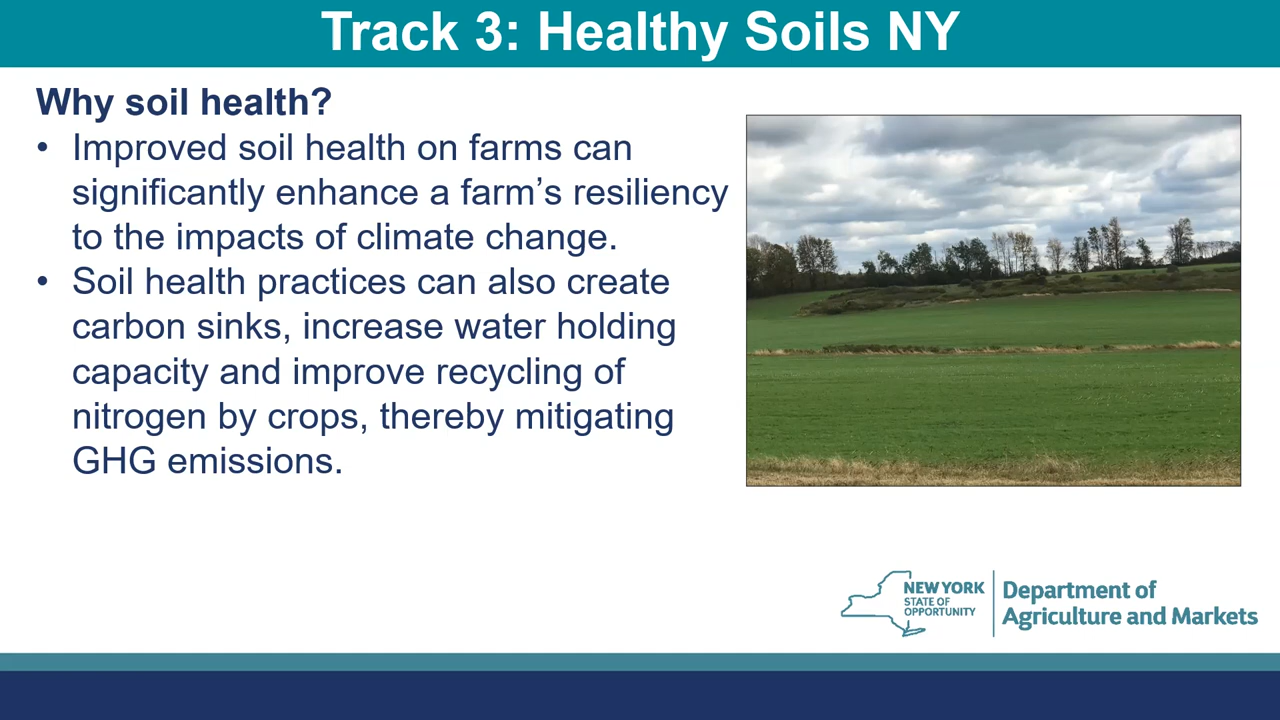 Track 3: Healthy Soils NY
Why soil health?
• Improved soil health on farms can
significantly enhance a farm’s resiliency
to the impacts of climate change.
• Soil health practices can also create
carbon sinks, increase water holding
capacity and improve recycling of
nitrogen by crops, thereby mitigating
GHG emissions.
NEW YORK
STATE OF
OPPORTUNITY
Department of
Agriculture and Markets